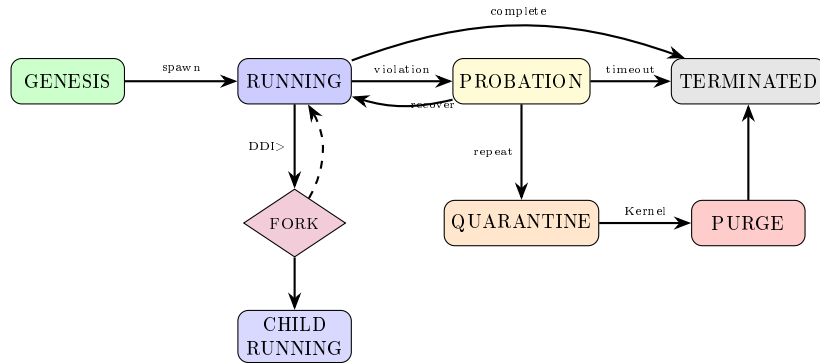 complete
GENESIS
spawn
RUNNING
violation
PROBATION
timeout
TERMINATED
recover
DDI>
repeat
FORK
QUARANTINE
Kernel
PURGE
CHILD
RUNNING